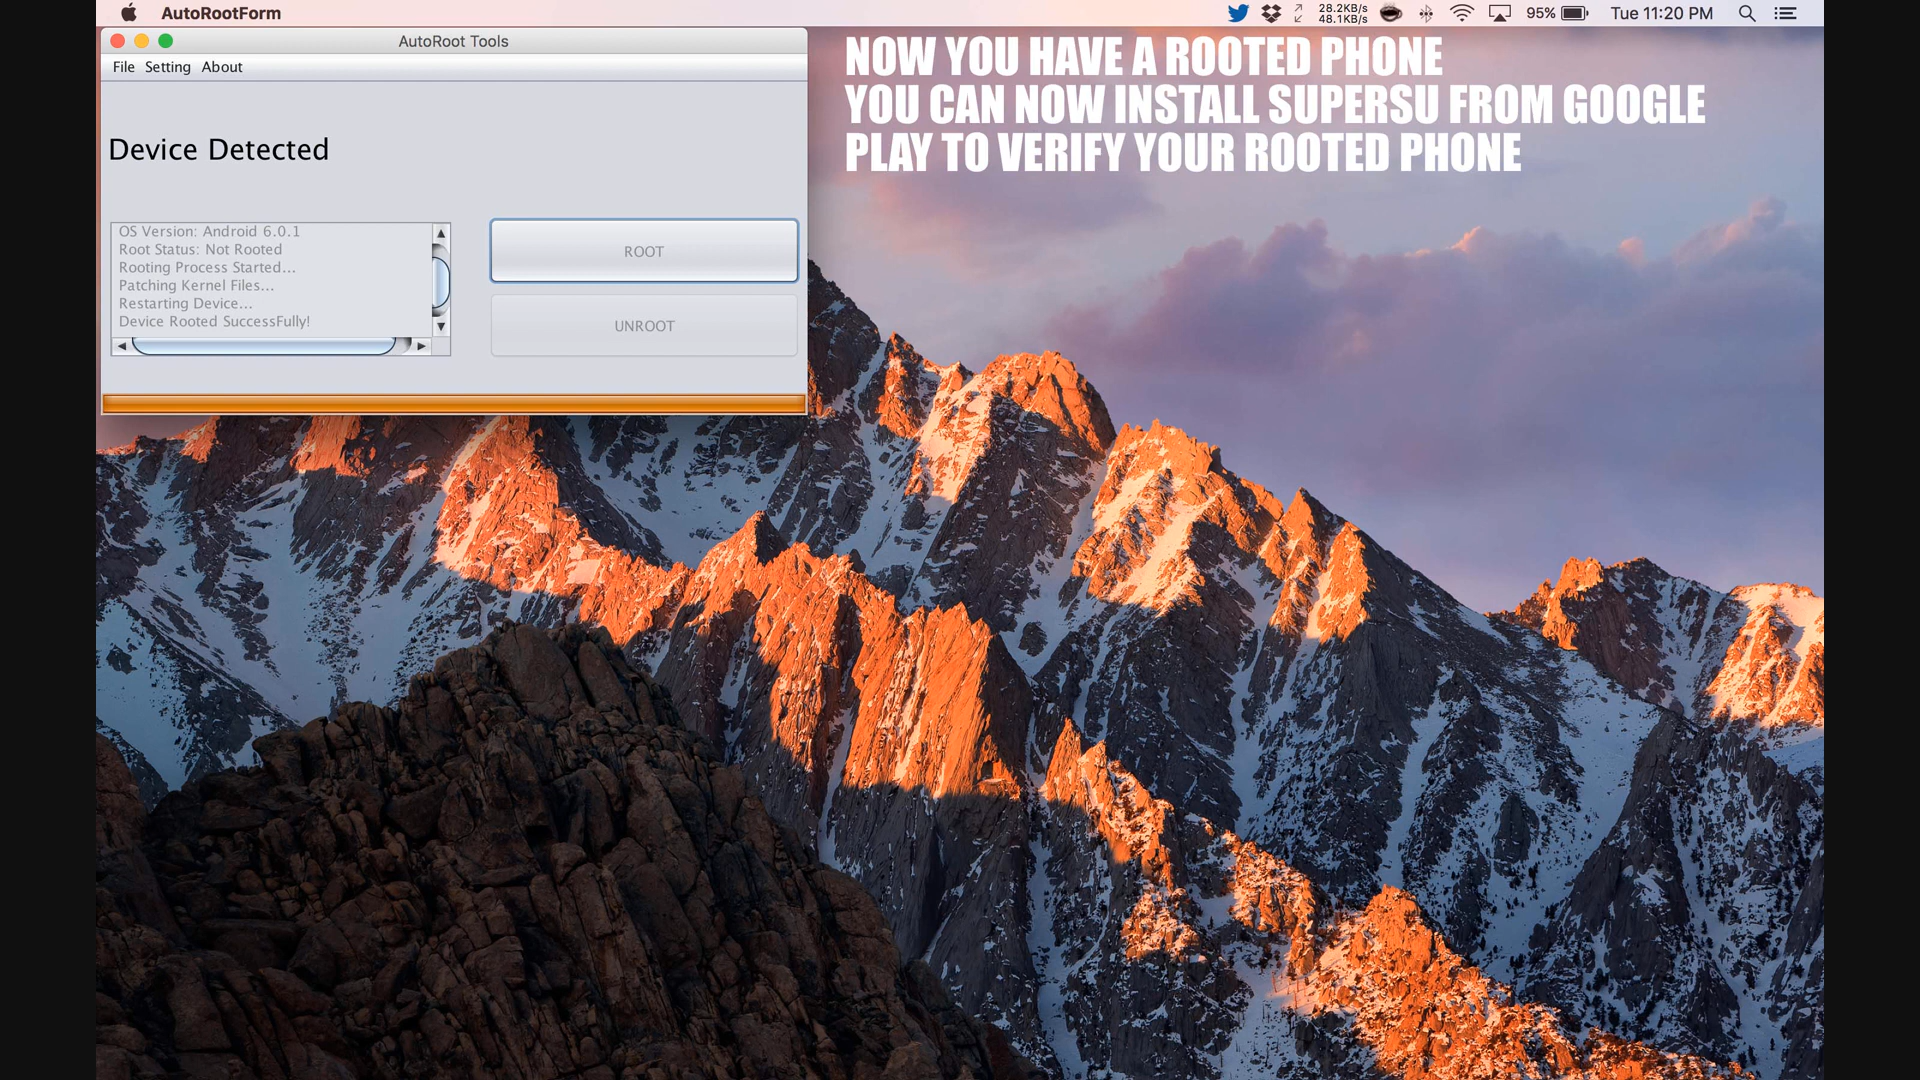 AutoRootForm
28.2KB/s
48.1KB/s
95%
Tue 11:20 PM
AutoRoot Tools
File Setting About
Device Detected
OS Version: Android 6.0.1
Root Status: Not Rooted
Rooting Process Started...
Patching Kernel Files...
Restarting Device...
Device Rooted SuccessFully!
ROOT
UNROOT
NOW YOU HAVE A ROOTED PHONE
YOU CAN NOW INSTALL SUPERSU FROM GOOGLE
PLAY TO VERIFY YOUR ROOTED PHONE